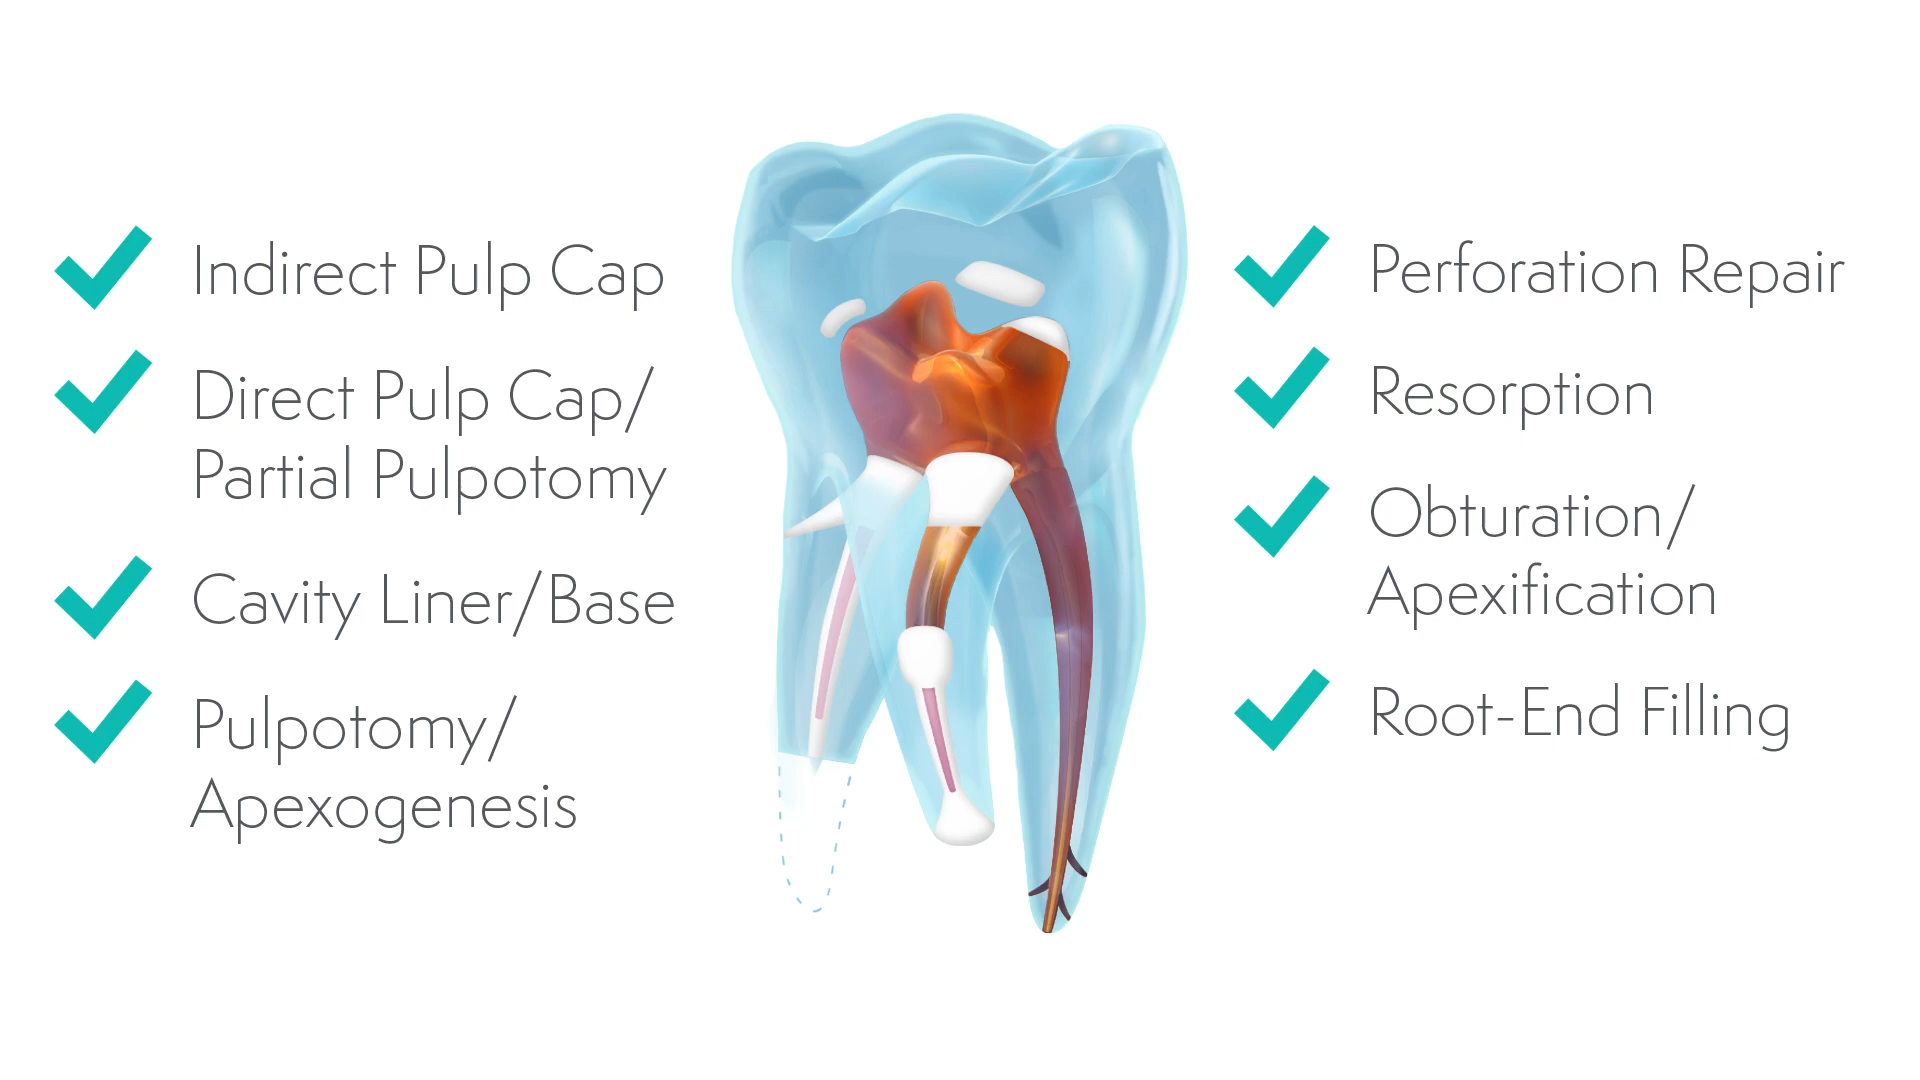 Indirect Pulp Cap
Direct Pulp Cap/
Partial Pulpotomy
Cavity Liner/Base
Pulpotomy/
Apexogenesis
Perforation Repair
Resorption
Obturation/
Apexification
Root-End Filling